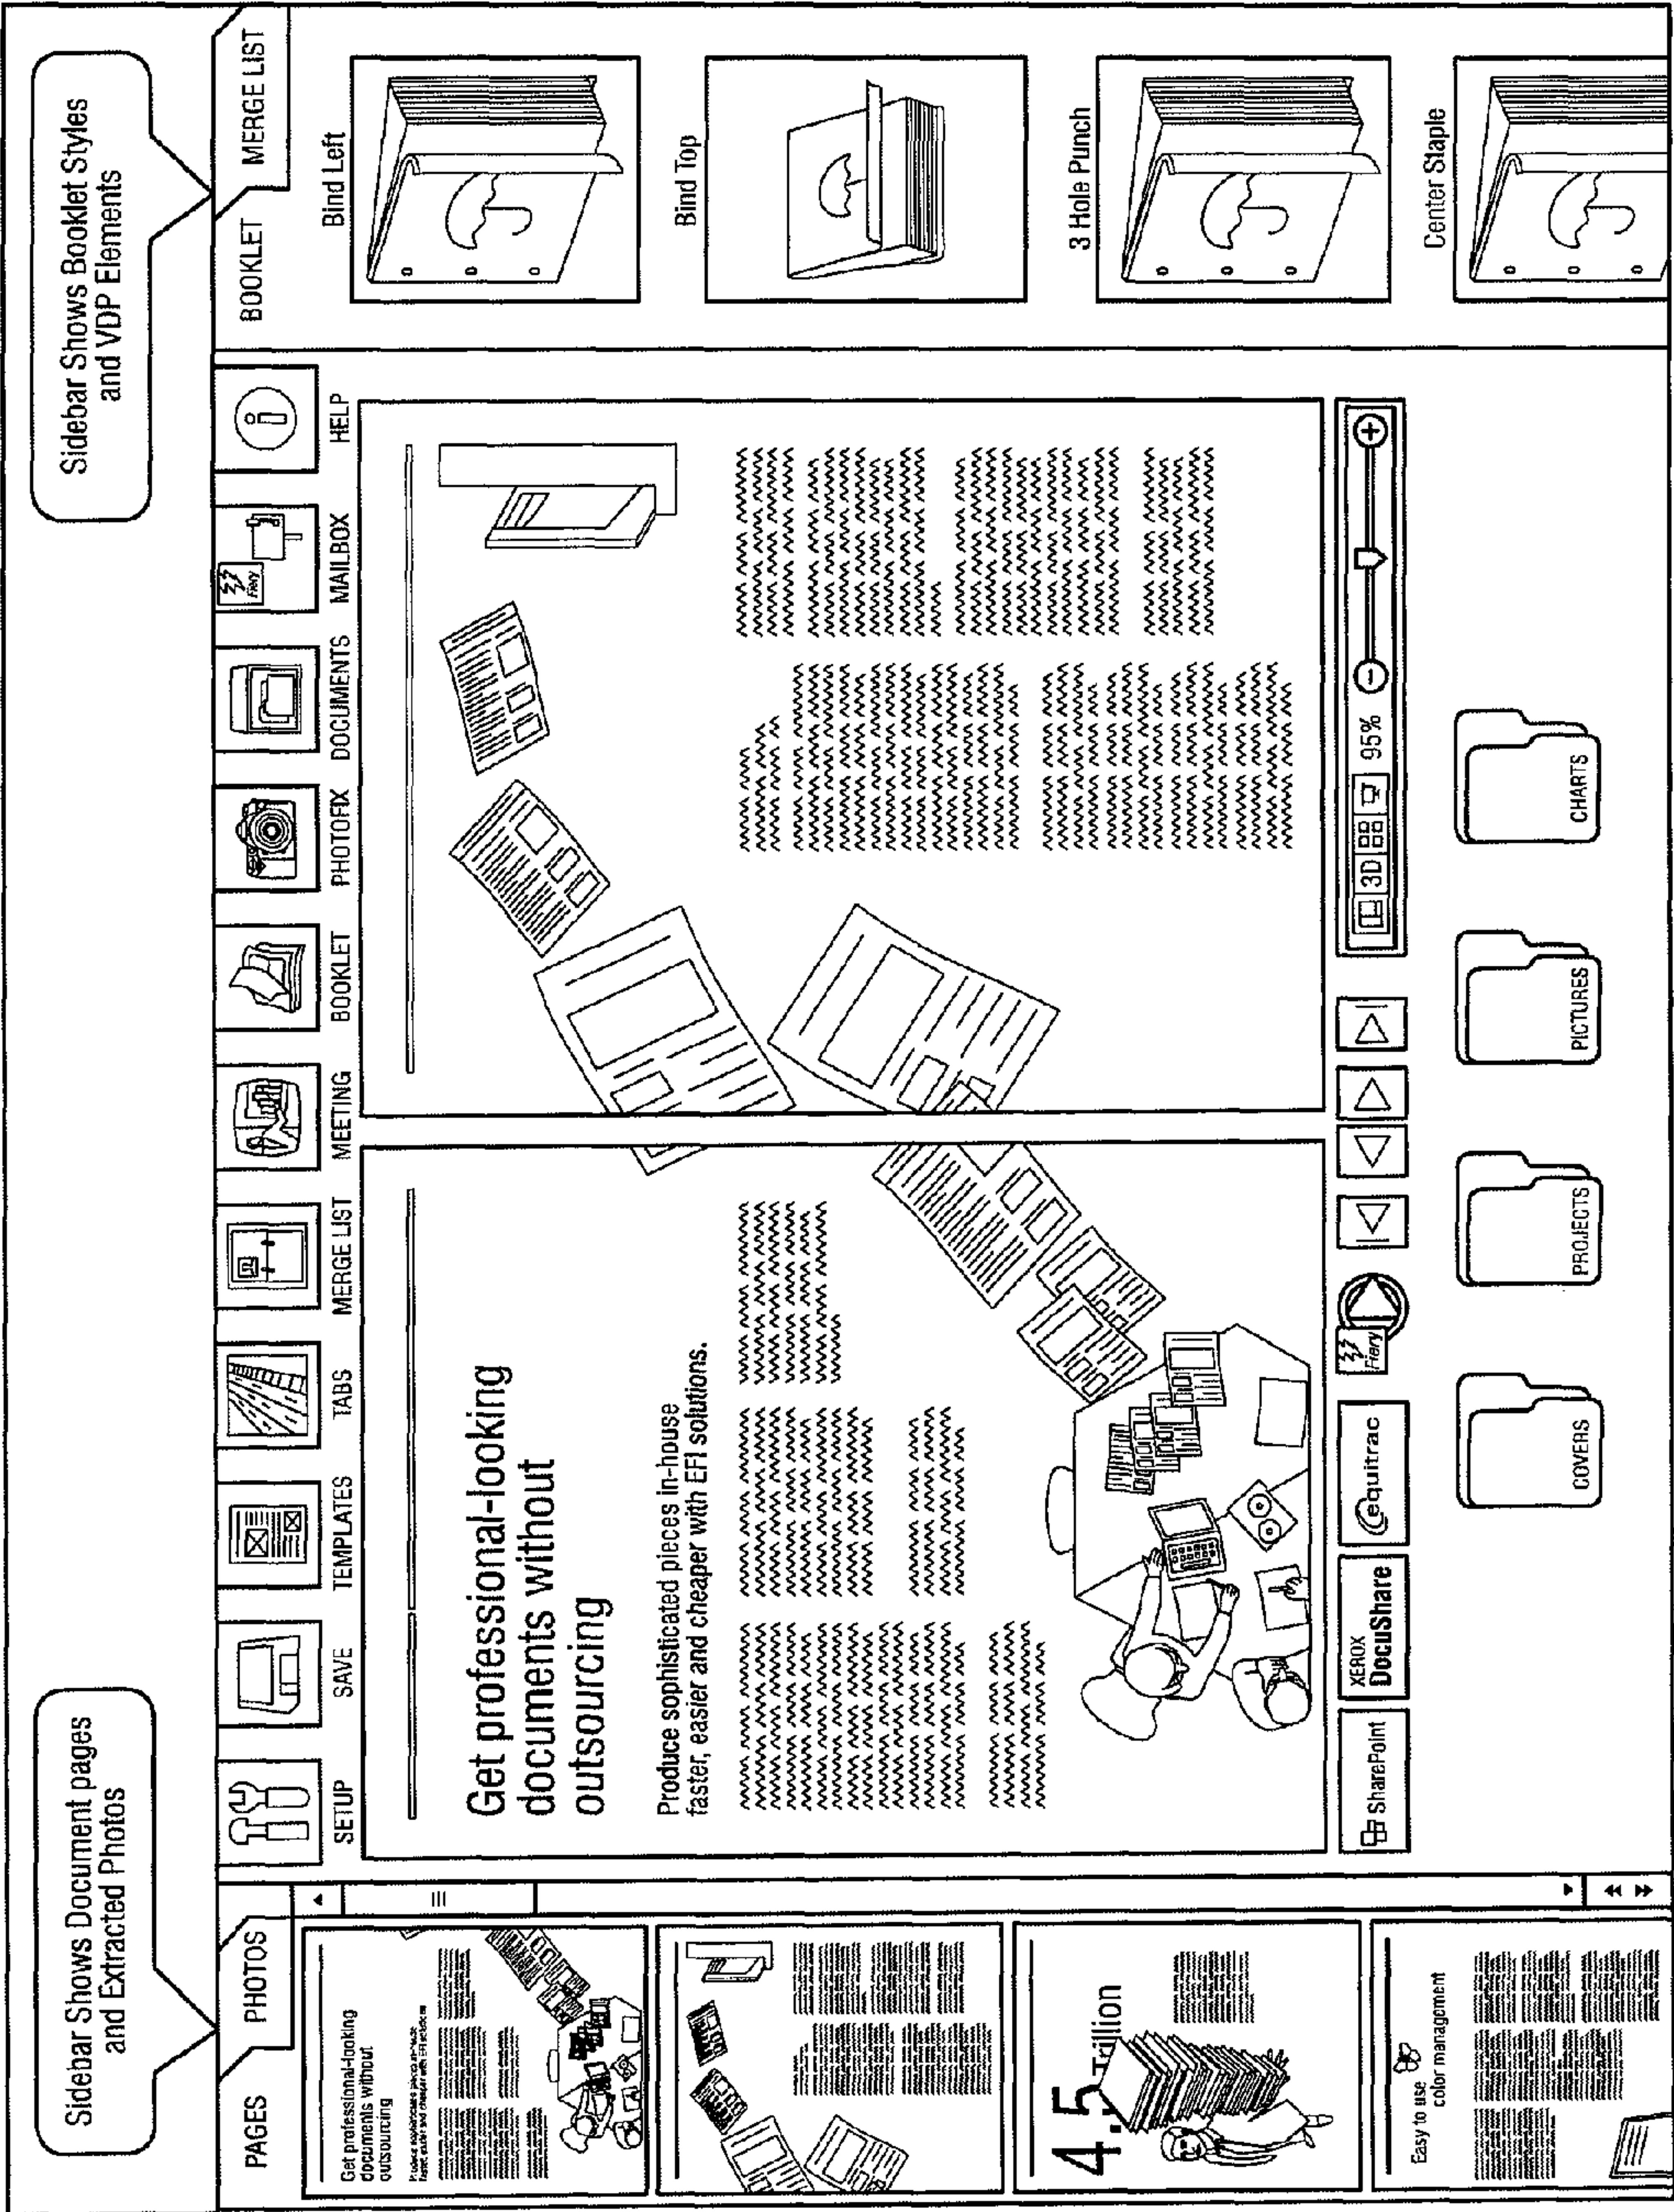 Sidebar Shows Document pages
and Extracted Photos
Sidebar Shows Booklet Styles
and VDP Elements
PAGES
PHOTOS
SETUP
SAVE
TEMPLATES
TABS
MERGE LIST
MEETING
BOOKLET
PHOTOFIX
DOCUMENTS
Fiery
MAILBOX
HELP
BOOKLET
MERGE LIST
Get professional-looking
documents without
outsourcing
4.5 Trillion
Easy to use
color management
Get professional-looking
documents without
outsourcing
Produce sophisticated pieces in-house
faster, easier and cheaper with EFI solutions.
Bind Left
Bind Top
3 Hole Punch
Center Staple
SharePoint
XEROX
DocuShare
equitrac
Fiery
3D
95%
COVERS
PROJECTS
PICTURES
CHARTS